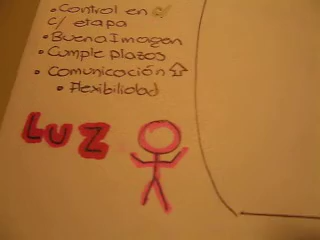 • Control en c/
c/ etapa
• Buena Imagen
• Cumple plazos
• Comunicación
• Flexibilidad
LUZ